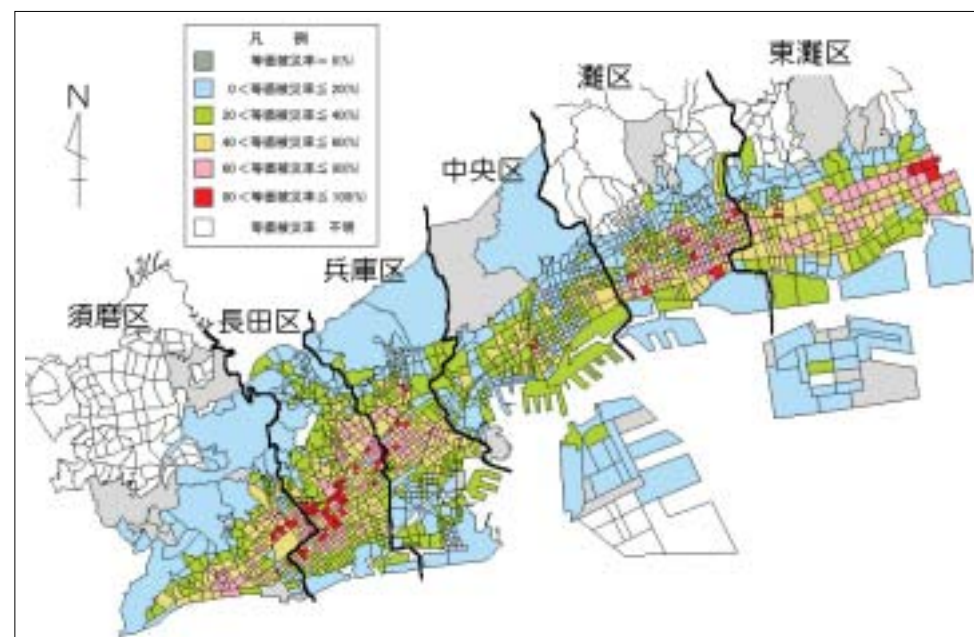 凡 例
等価被災率= 0(%)
0<等価被災率≦ 20(%)
20<等価被災率≦ 40(%)
40<等価被災率≦ 60(%)
60<等価被災率≦ 80(%)
80<等価被災率≦ 100(%)
等価被災率 不明
N
東灘区
灘区
中央区
兵庫区
長田区
須磨区